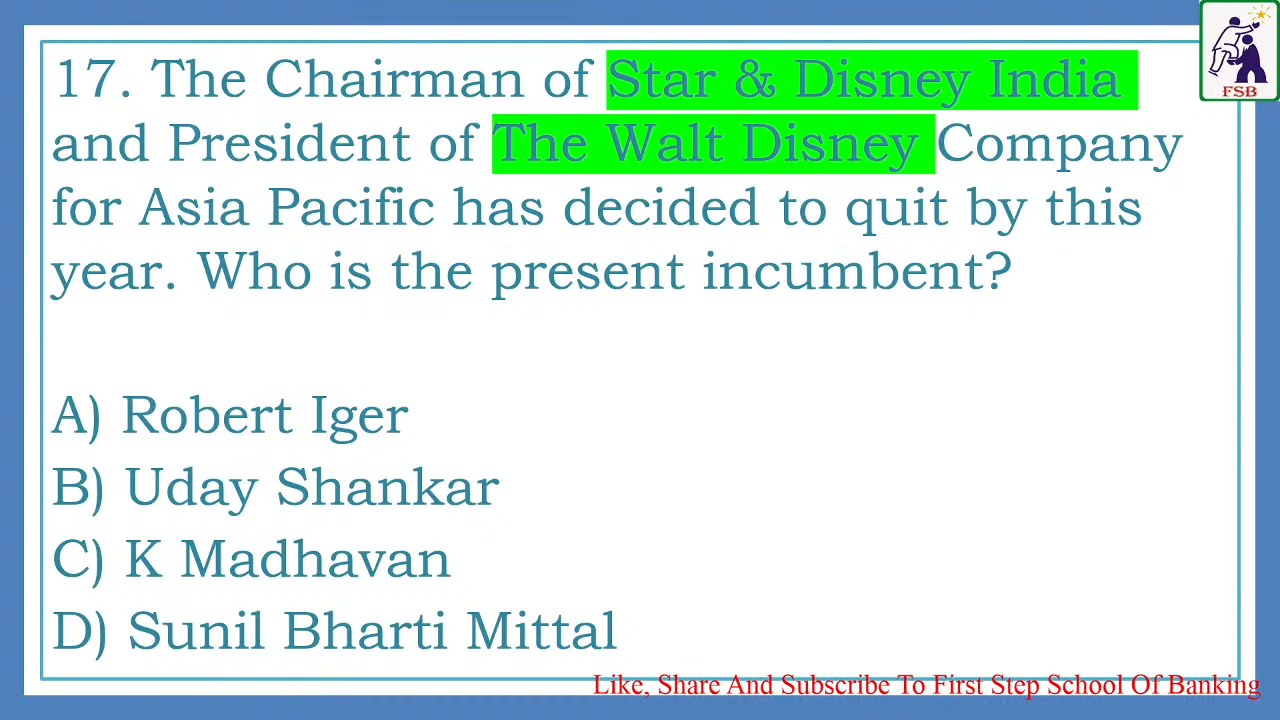 17. The Chairman of Star & Disney India
and President of The Walt Disney Company
for Asia Pacific has decided to quit by this
year. Who is the present incumbent?
A) Robert Iger
B) Uday Shankar
C) K Madhavan
D) Sunil Bharti Mittal
FSB
Like, Share And Subscribe To First Step School Of Banking